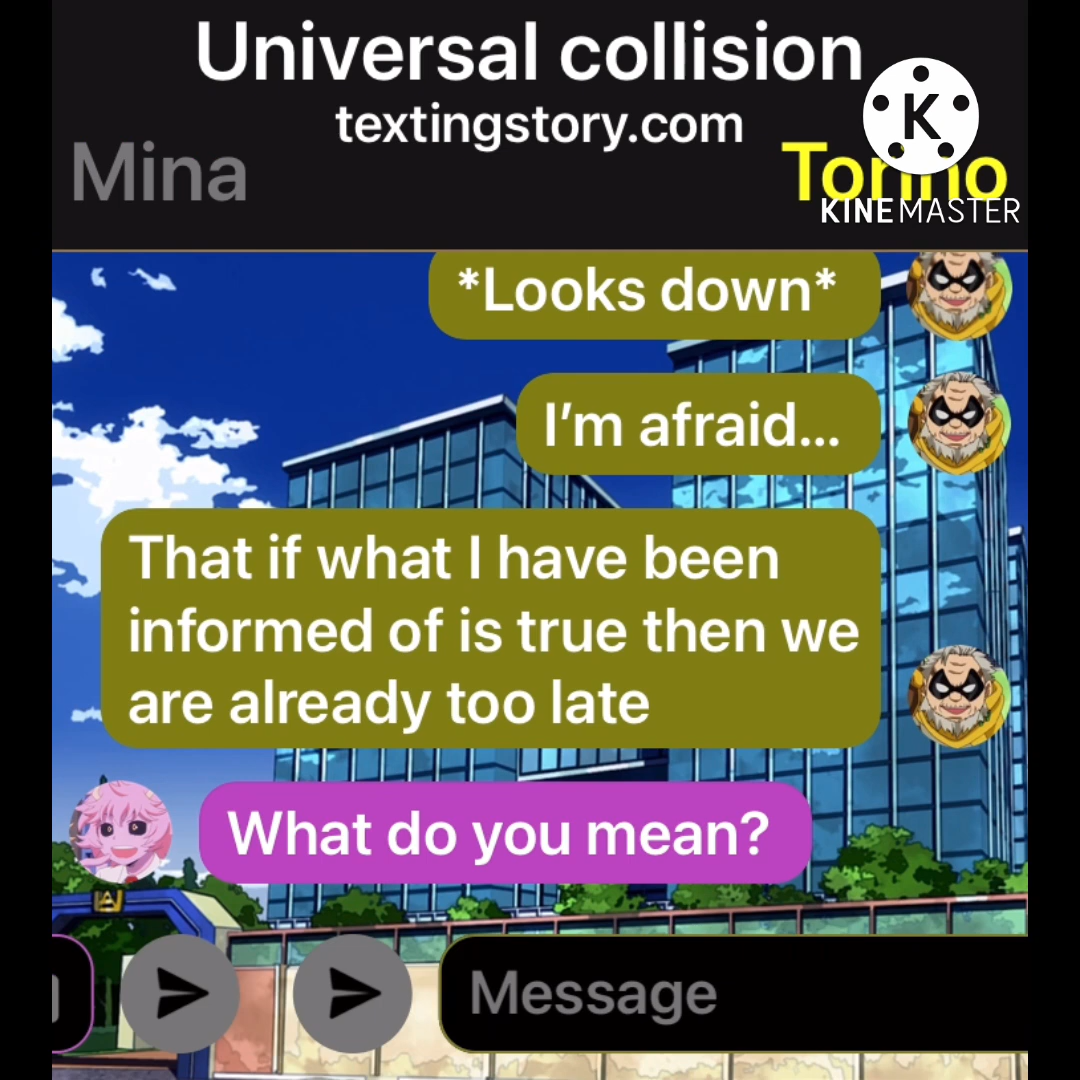 Universal collision
textingstory.com
Mina
K
KINEMASTER
*Looks down*
I'm afraid...
That if what I have been
informed of is true then we
are already too late
What do you mean?
Message